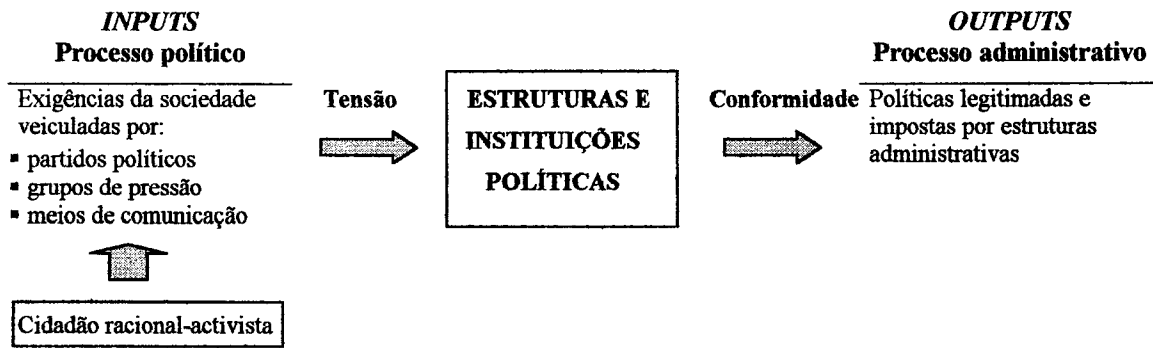 INPUTS
Processo político
Exigências da sociedade
veiculadas por:
▪ partidos políticos
▪ grupos de pressão
▪ meios de comunicação
Cidadão racional-activista
Tensão
ESTRUTURAS E
INSTITUIÇÕES
POLÍTICAS
Conformidade
OUTPUTS
Processo administrativo
Políticas legitimadas e
impostas por estruturas
administrativas